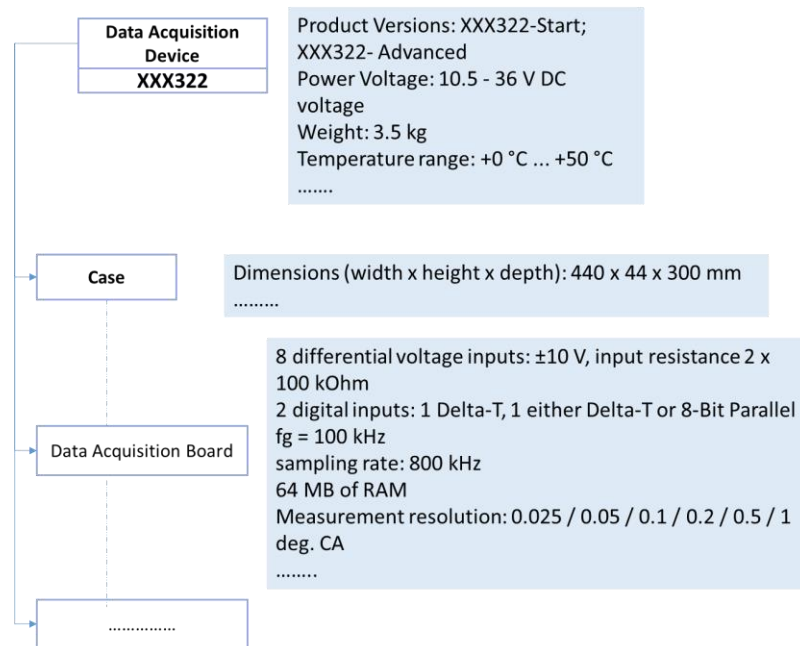 Data Acquisition
Device
XXX322
Product Versions: XXX322-Start;
XXX322- Advanced
Power Voltage: 10.5 - 36 V DC
voltage
Weight: 3.5 kg
Temperature range: +0 °C ... +50 °C
.......
Case
Dimensions (width x height x depth): 440 x 44 x 300 mm
.........
8 differential voltage inputs: ±10 V, input resistance 2 x
100 kOhm
2 digital inputs: 1 Delta-T, 1 either Delta-T or 8-Bit Parallel
fg = 100 kHz
sampling rate: 800 kHz
64 MB of RAM
Measurement resolution: 0.025 / 0.05 / 0.1 / 0.2 / 0.5 / 1
deg. CA
........
Data Acquisition Board
...............